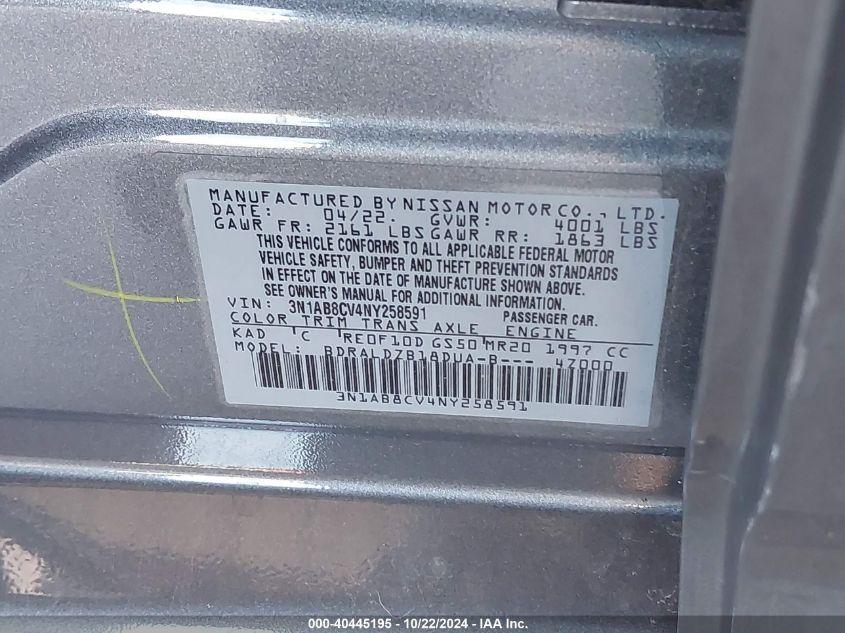 MANUFACTURED BY NISSAN MOTOR CO., LTD.
DATE: 04/22. GVWR: 4001 LBS
GAWR FR: 2161 LBS GAWR RR: 1863 LBS
THIS VEHICLE CONFORMS TO ALL APPLICABLE FEDERAL MOTOR
VEHICLE SAFETY, BUMPER AND THEFT PREVENTION STANDARDS
IN EFFECT ON THE DATE OF MANUFACTURE SHOWN ABOVE.
SEE OWNER'S MANUAL FOR ADDITIONAL INFORMATION.
VIN: 3N1AB8CV4NY258591 PASSENGER CAR.
COLOR TRIM TRANS AXLE ENGINE
KAD C RE0F10D GS50 MR20 1997 CC
MODEL: BDRALDZB18DUA-B--- 47000
3N1AB8CV4NY258591
000-40445195 - 10/22/2024 - IAA Inc.